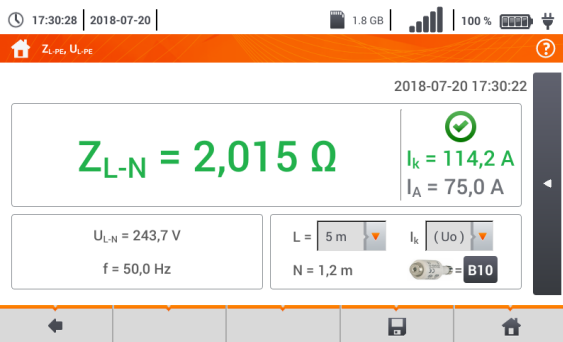 17:30:28 2018-07-20 1.8 GB 100 %
ZL-PE, UL-PE ?
2018-07-20 17:30:22
ZL-N = 2,015 Ω
Ik = 114,2 A
IA = 75,0 A
UL-N = 243,7 V
f = 50,0 Hz
L = 5 m Ik (Uo)
N = 1,2 m = B10